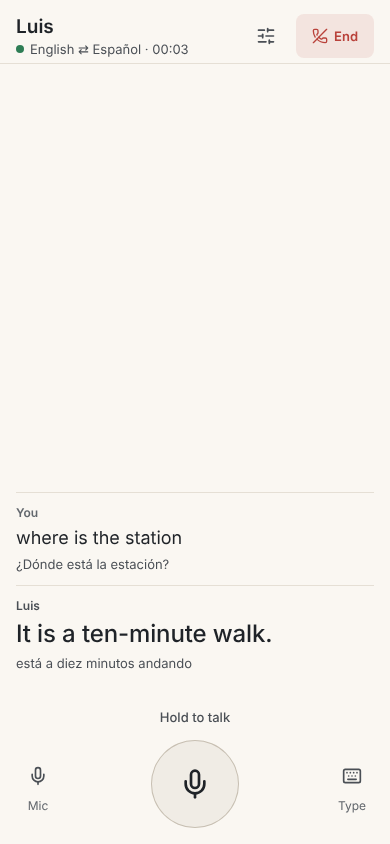 Luis
English ⇄ Español · 00:03
End
You
where is the station
¿Dónde está la estación?
Luis
It is a ten-minute walk.
está a diez minutos andando
Hold to talk
Mic
Type